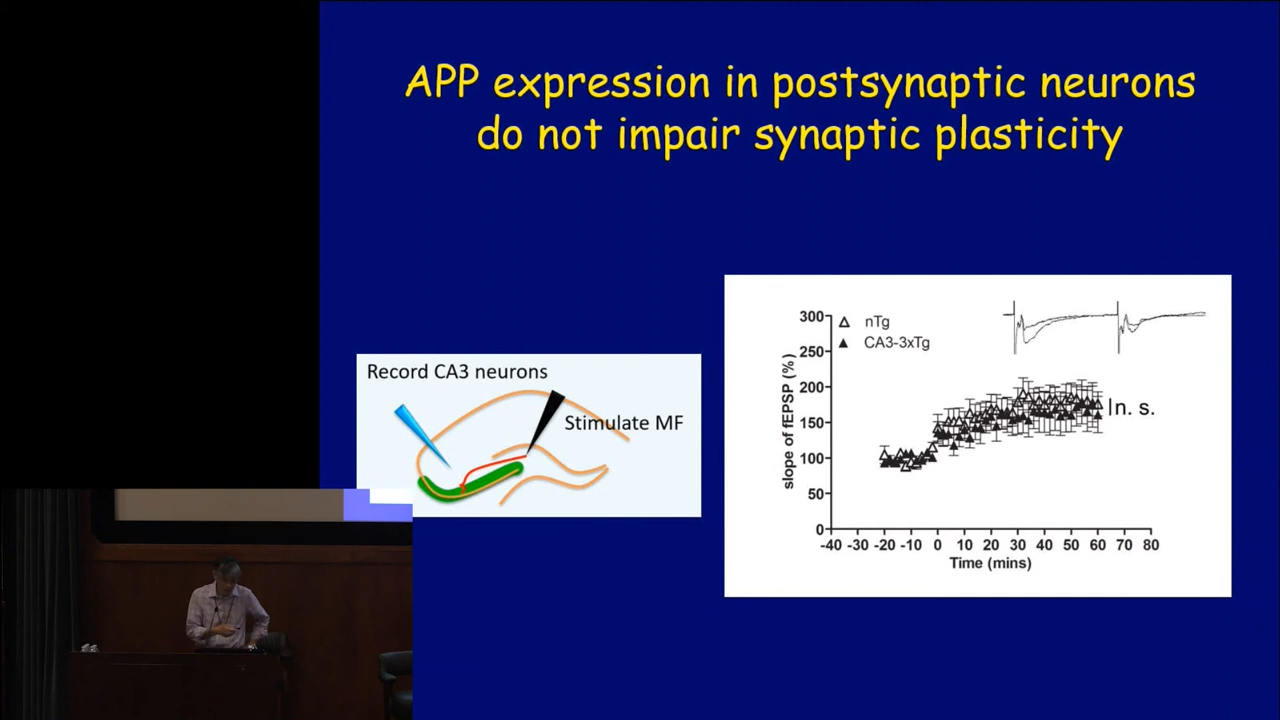 APP expression in postsynaptic neurons
do not impair synaptic plasticity
Record CA3 neurons
Stimulate MF
slope of fEPSP (%)
300
250
200
150
100
50
0
nTg
CA3-3xTg
n. s.
-40 -30 -20 -10 0 10 20 30 40 50 60 70 80
Time (mins)